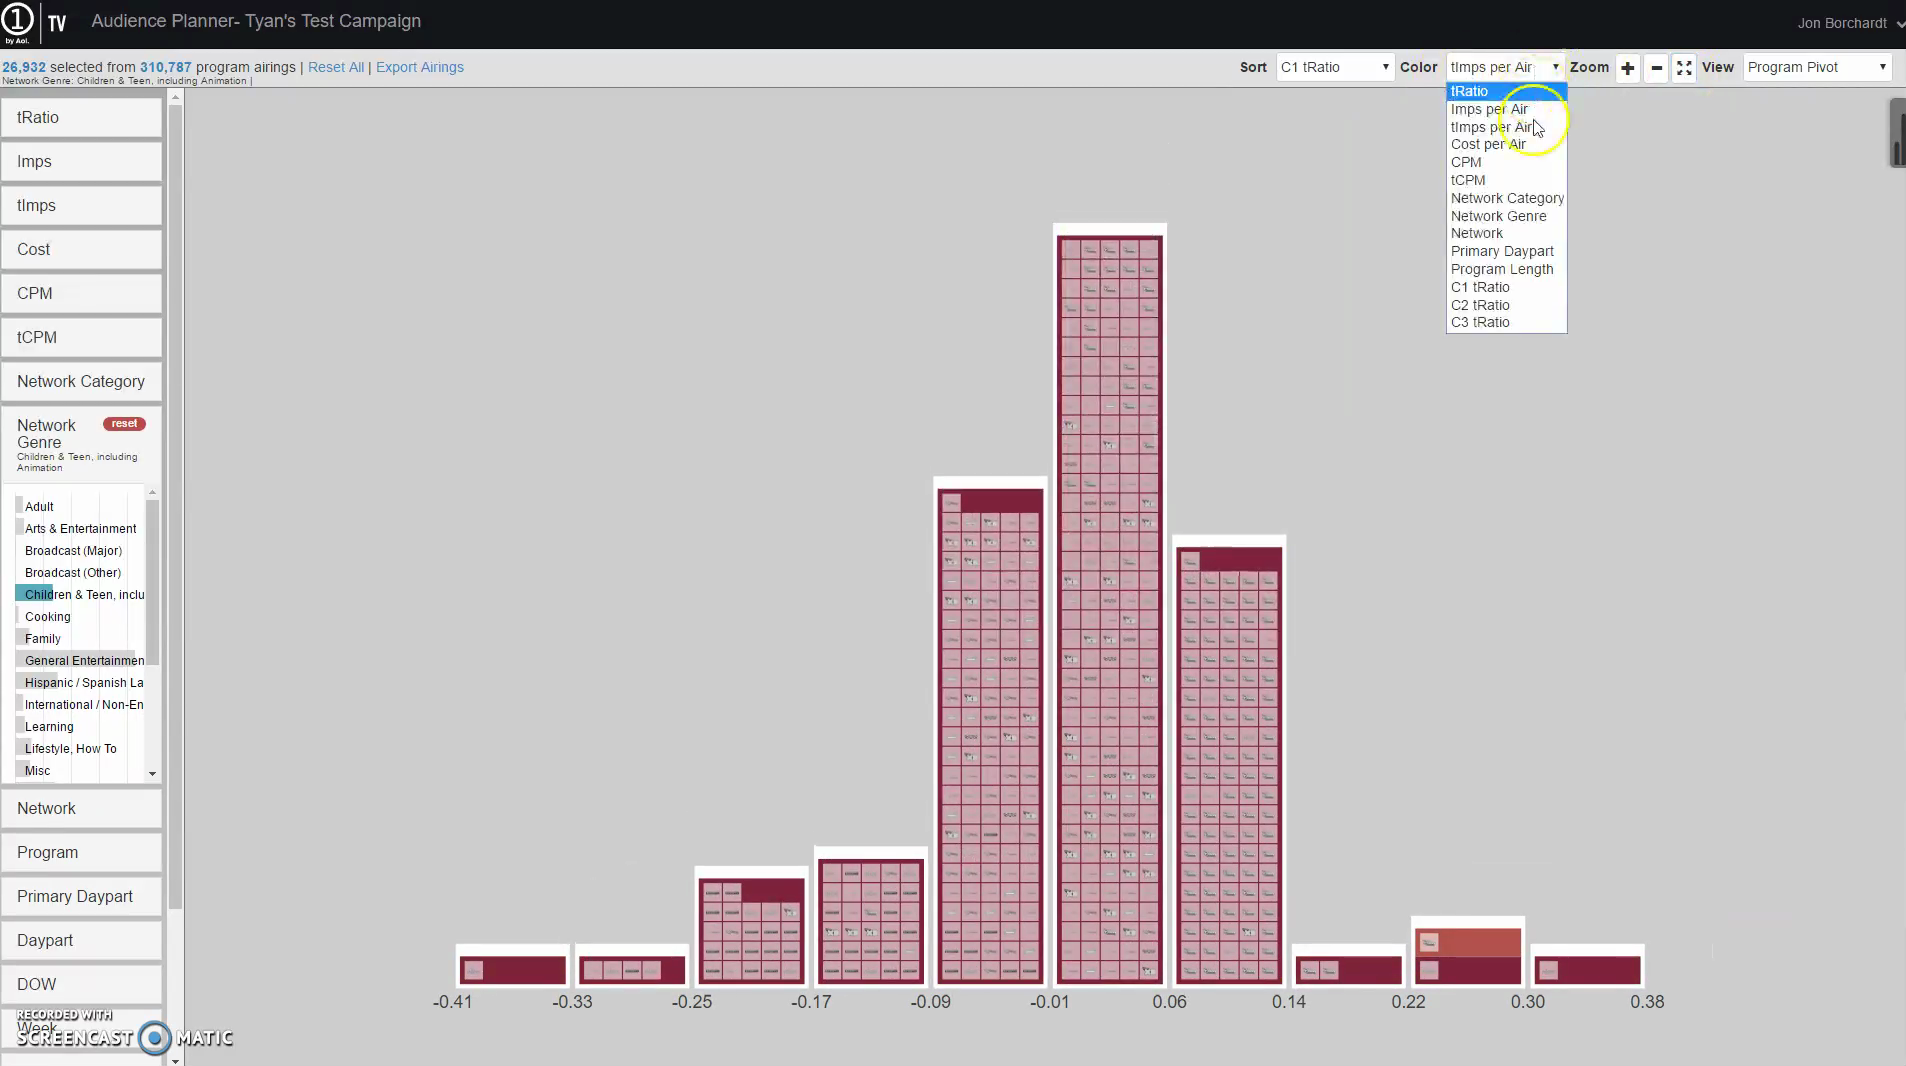 1
by Aol.
TV
Audience Planner- Tyan's Test Campaign
Jon Borchardt
26,932 selected from 310,787 program airings | Reset All | Export Airings
Network Genre: Children & Teen, including Animation |
Sort
C1 tRatio
Color
tImps per Air
Zoom
View
Program Pivot
tRatio
Imps per Air
tImps per Air
Cost per Air
CPM
tCPM
Network Category
Network Genre
Network
Primary Daypart
Program Length
C1 tRatio
C2 tRatio
C3 tRatio
tRatio
Imps
tImps
Cost
CPM
tCPM
Network Category
Network
Genre
reset
Children & Teen, including
Animation
Adult
Arts & Entertainment
Broadcast (Major)
Broadcast (Other)
Children & Teen, inclu
Cooking
Family
General Entertainmen
Hispanic / Spanish La
International / Non-En
Learning
Lifestyle, How To
Misc
Network
Program
Primary Daypart
Daypart
DOW
Week
RECORDED WITH
SCREENCAST MATIC
-0.41
-0.33
-0.25
-0.17
-0.09
-0.01
0.06
0.14
0.22
0.30
0.38